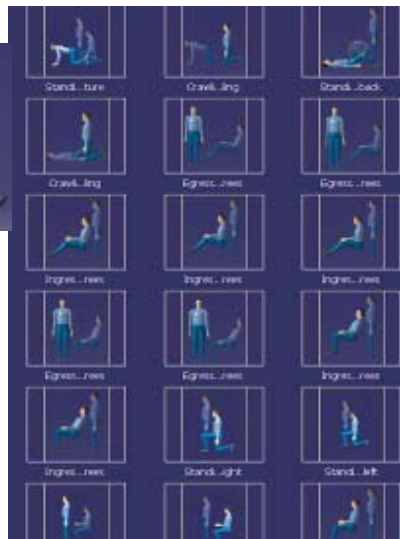 Standi...ture
Crawli...ling
Standi...back
Crawli...ling
Egress...rees
Egress...rees
Ingres...rees
Ingres...rees
Ingres...rees
Egress...rees
Egress...rees
Ingres...rees
Ingres...rees
Standi...ight
Standi...left